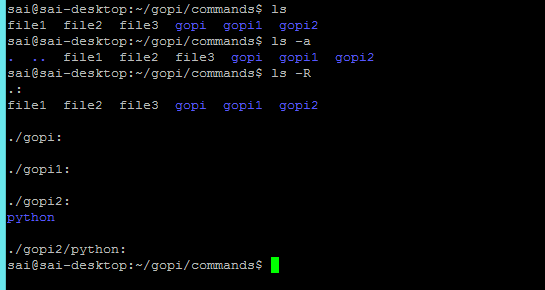 sai@sai-desktop:~/gopi/commands$ ls
file1  file2  file3  gopi  gopi1  gopi2
sai@sai-desktop:~/gopi/commands$ ls -a
.  ..  file1  file2  file3  gopi  gopi1  gopi2
sai@sai-desktop:~/gopi/commands$ ls -R
.:
file1  file2  file3  gopi  gopi1  gopi2
./gopi:
./gopi1:
./gopi2:
python
./gopi2/python:
sai@sai-desktop:~/gopi/commands$